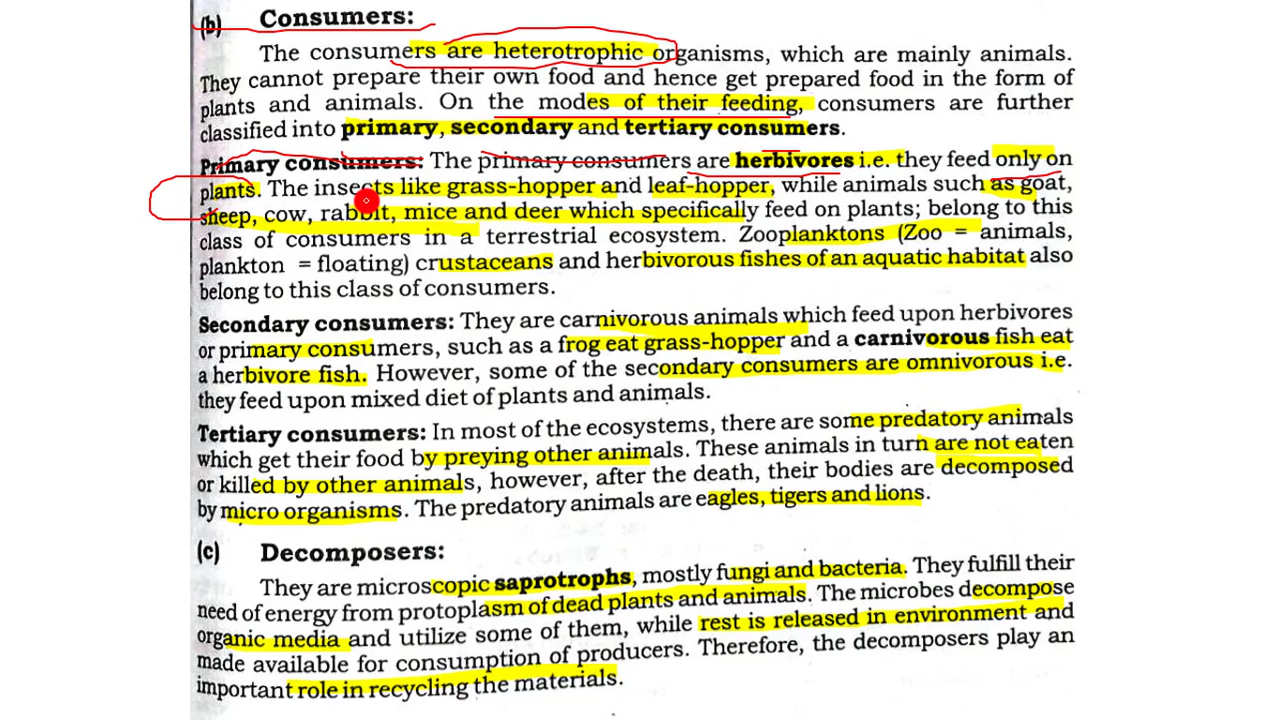 (b) Consumers:
The consumers are heterotrophic organisms, which are mainly animals.
They cannot prepare their own food and hence get prepared food in the form of
plants and animals. On the modes of their feeding, consumers are further
classified into primary, secondary and tertiary consumers.
Primary consumers: The primary consumers are herbivores i.e. they feed only on
plants. The insects like grass-hopper and leaf-hopper, while animals such as goat,
sheep, cow, rabbit, mice and deer which specifically feed on plants; belong to this
class of consumers in a terrestrial ecosystem. Zooplanktons (Zoo = animals,
plankton = floating) crustaceans and herbivorous fishes of an aquatic habitat also
belong to this class of consumers.
Secondary consumers: They are carnivorous animals which feed upon herbivores
or primary consumers, such as a frog eat grass-hopper and a carnivorous fish eat
a herbivore fish. However, some of the secondary consumers are omnivorous i.e.
they feed upon mixed diet of plants and animals.
Tertiary consumers: In most of the ecosystems, there are some predatory animals
which get their food by preying other animals. These animals in turn are not eaten
or killed by other animals, however, after the death, their bodies are decomposed
by micro organisms. The predatory animals are eagles, tigers and lions.
(c) Decomposers:
They are microscopic saprotrophs, mostly fungi and bacteria. They fulfill their
need of energy from protoplasm of dead plants and animals. The microbes decompose
organic media and utilize some of them, while rest is released in environment and
made available for consumption of producers. Therefore, the decomposers play an
important role in recycling the materials.